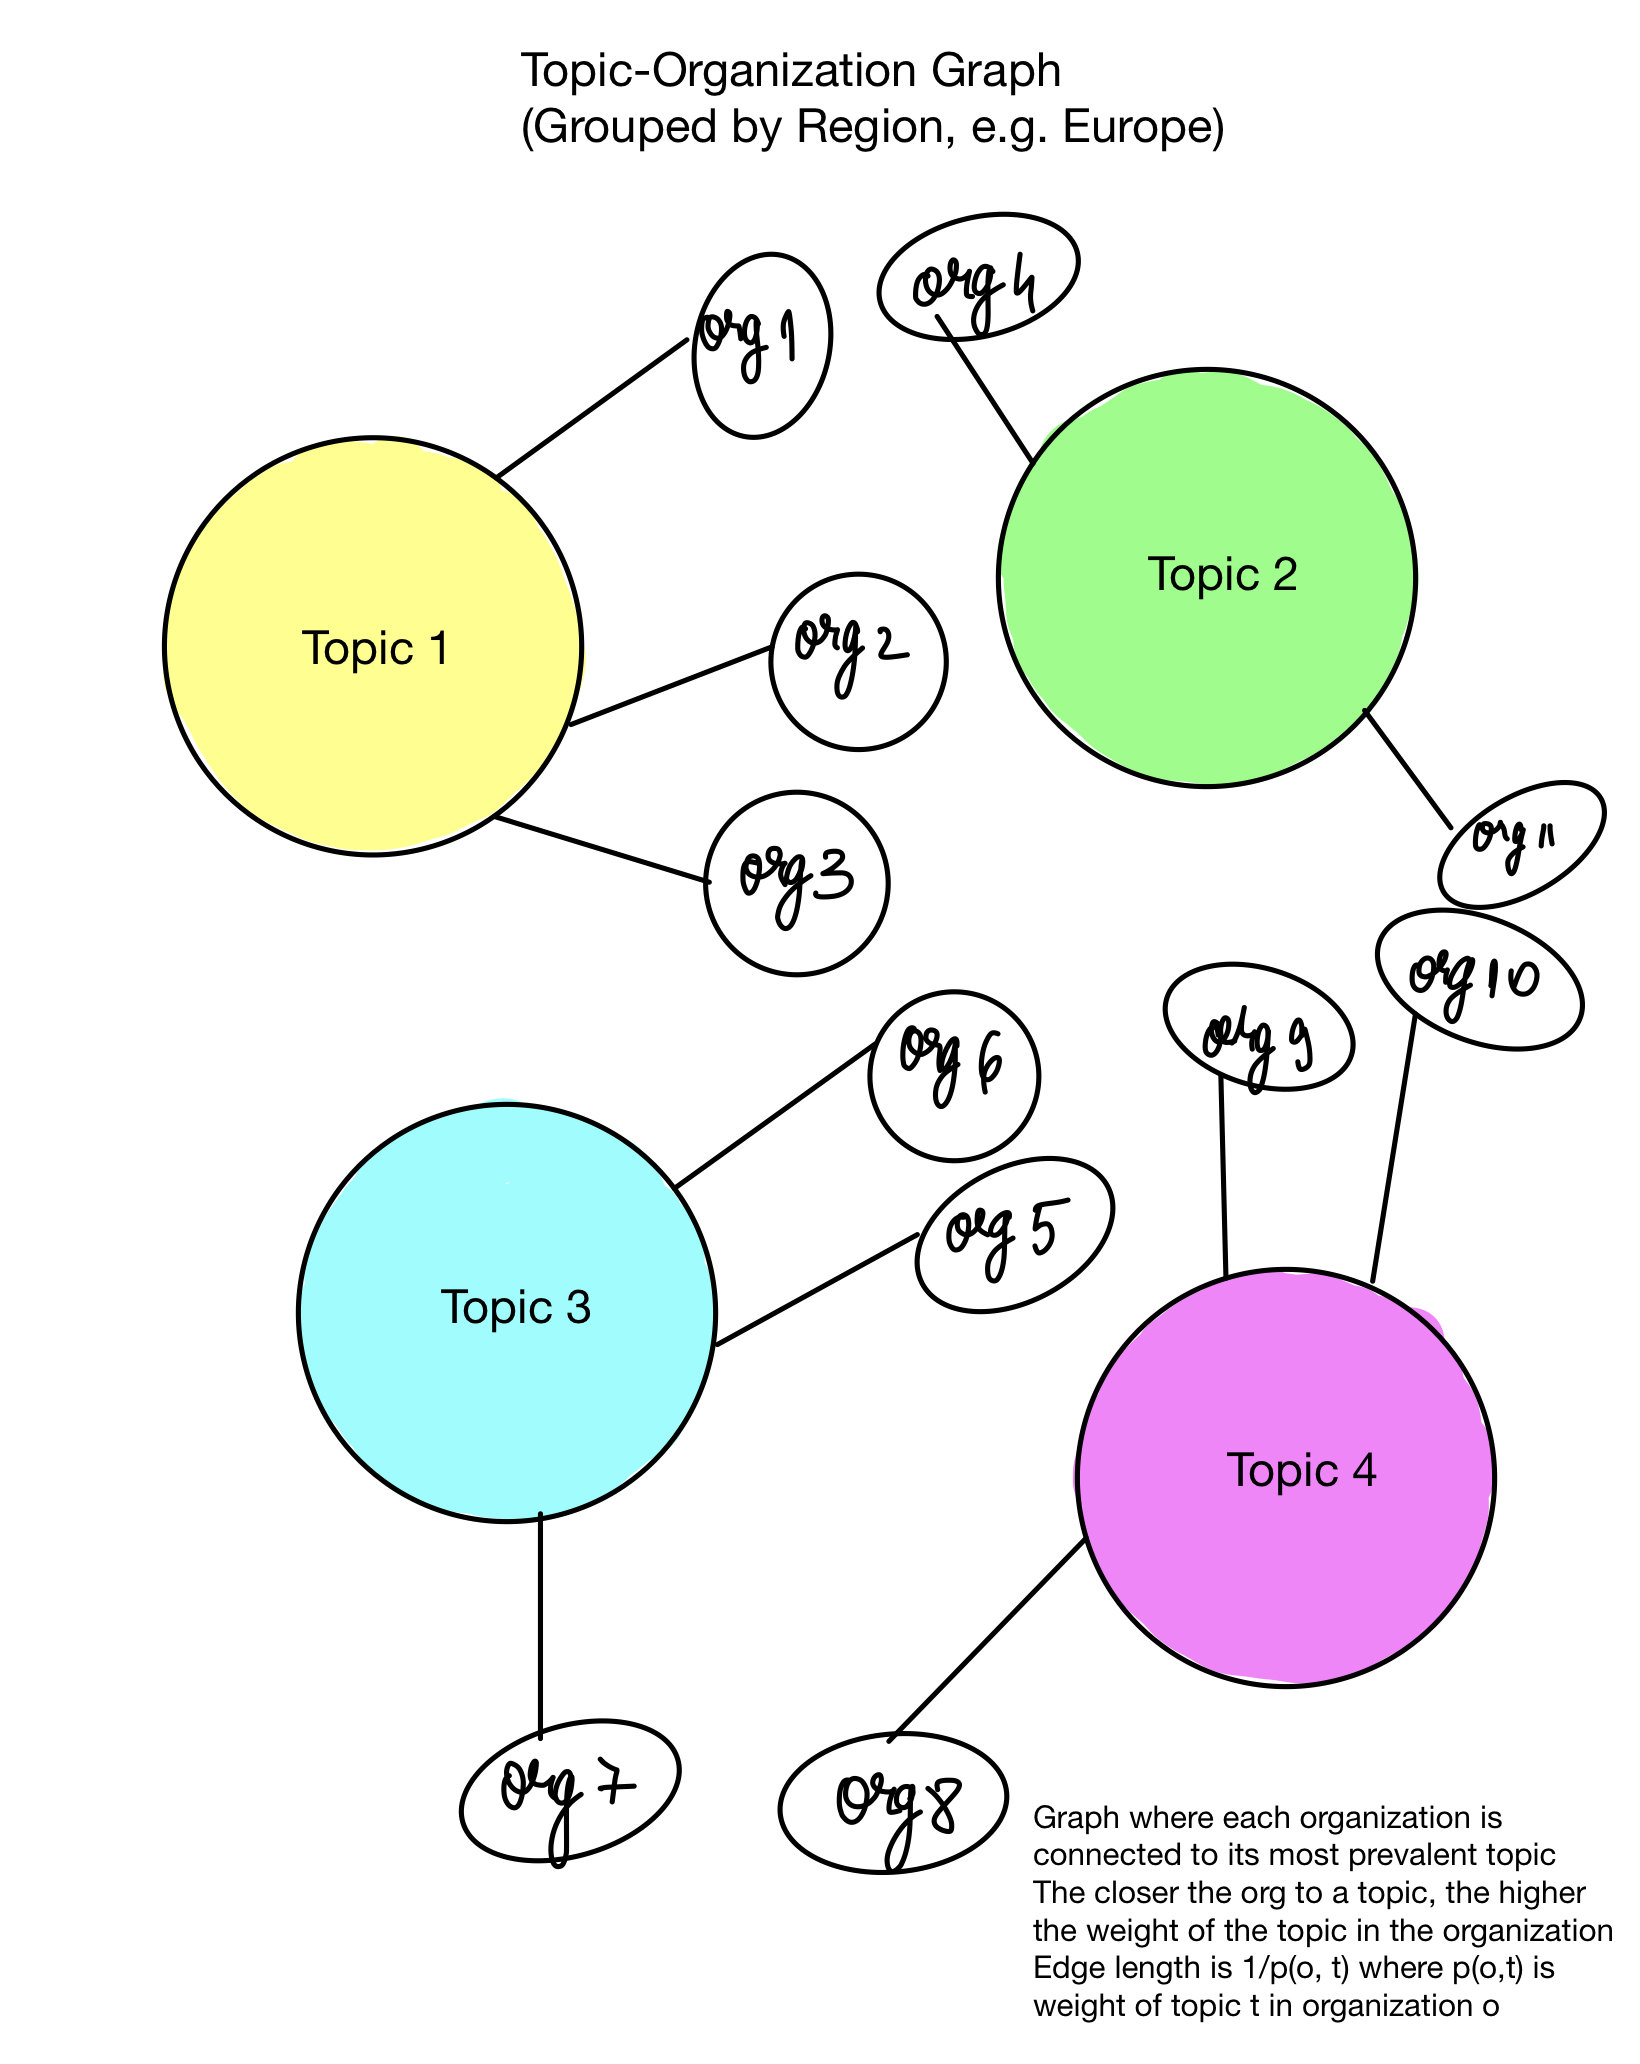 Topic-Organization Graph
(Grouped by Region, e.g. Europe)
org 4
org 1
Topic 2
org 2
Topic 1
org 11
org 3
org 10
org 9
org 6
org 5
Topic 3
Topic 4
org 7
org 8
Graph where each organization is
connected to its most prevalent topic
The closer the org to a topic, the higher
the weight of the topic in the organization
Edge length is 1/p(o, t) where p(o,t) is
weight of topic t in organization o